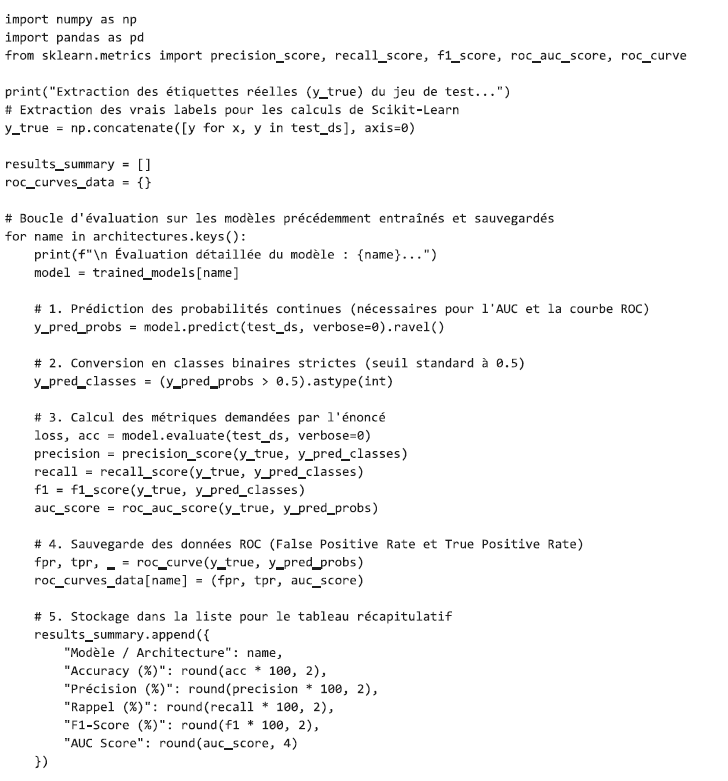 import numpy as np
import pandas as pd
from sklearn.metrics import precision_score, recall_score, f1_score, roc_auc_score, roc_curve

print("Extraction des étiquettes réelles (y_true) du jeu de test...")
# Extraction des vrais labels pour les calculs de Scikit-Learn
y_true = np.concatenate([y for x, y in test_ds], axis=0)

results_summary = []
roc_curves_data = {}

# Boucle d'évaluation sur les modèles précédemment entraînés et sauvegardés
for name in architectures.keys():
    print(f"\n Évaluation détaillée du modèle : {name}...")
    model = trained_models[name]

    # 1. Prédiction des probabilités continues (nécessaires pour l'AUC et la courbe ROC)
    y_pred_probs = model.predict(test_ds, verbose=0).ravel()

    # 2. Conversion en classes binaires strictes (seuil standard à 0.5)
    y_pred_classes = (y_pred_probs > 0.5).astype(int)

    # 3. Calcul des métriques demandées par l'énoncé
    loss, acc = model.evaluate(test_ds, verbose=0)
    precision = precision_score(y_true, y_pred_classes)
    recall = recall_score(y_true, y_pred_classes)
    f1 = f1_score(y_true, y_pred_classes)
    auc_score = roc_auc_score(y_true, y_pred_probs)

    # 4. Sauvegarde des données ROC (False Positive Rate et True Positive Rate)
    fpr, tpr, _ = roc_curve(y_true, y_pred_probs)
    roc_curves_data[name] = (fpr, tpr, auc_score)

    # 5. Stockage dans la liste pour le tableau récapitulatif
    results_summary.append({
        "Modèle / Architecture": name,
        "Accuracy (%)": round(acc * 100, 2),
        "Précision (%)": round(precision * 100, 2),
        "Rappel (%)": round(recall * 100, 2),
        "F1-Score (%)": round(f1 * 100, 2),
        "AUC Score": round(auc_score, 4)
    })